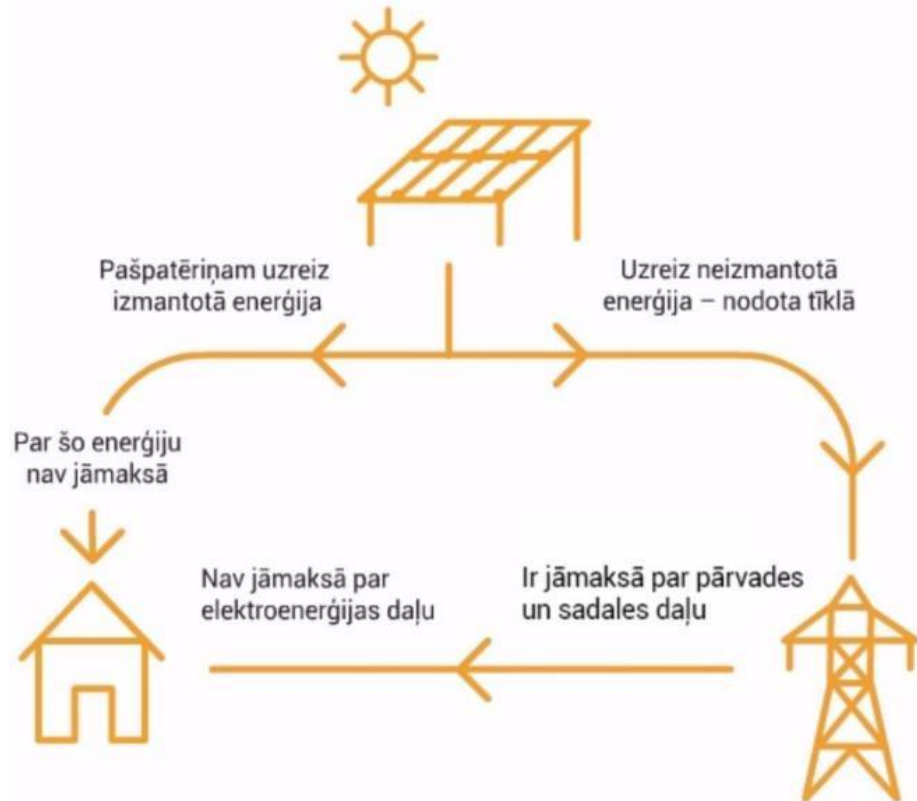 Pašpatēriņam uzreiz
izmantotā enerģija
Uzreiz neizmantotā
enerģija – nodota tīklā
Par šo enerģiju
nav jāmaksā
Nav jāmaksā par
elektroenerģijas daļu
Ir jāmaksā par pārvades
un sadales daļu